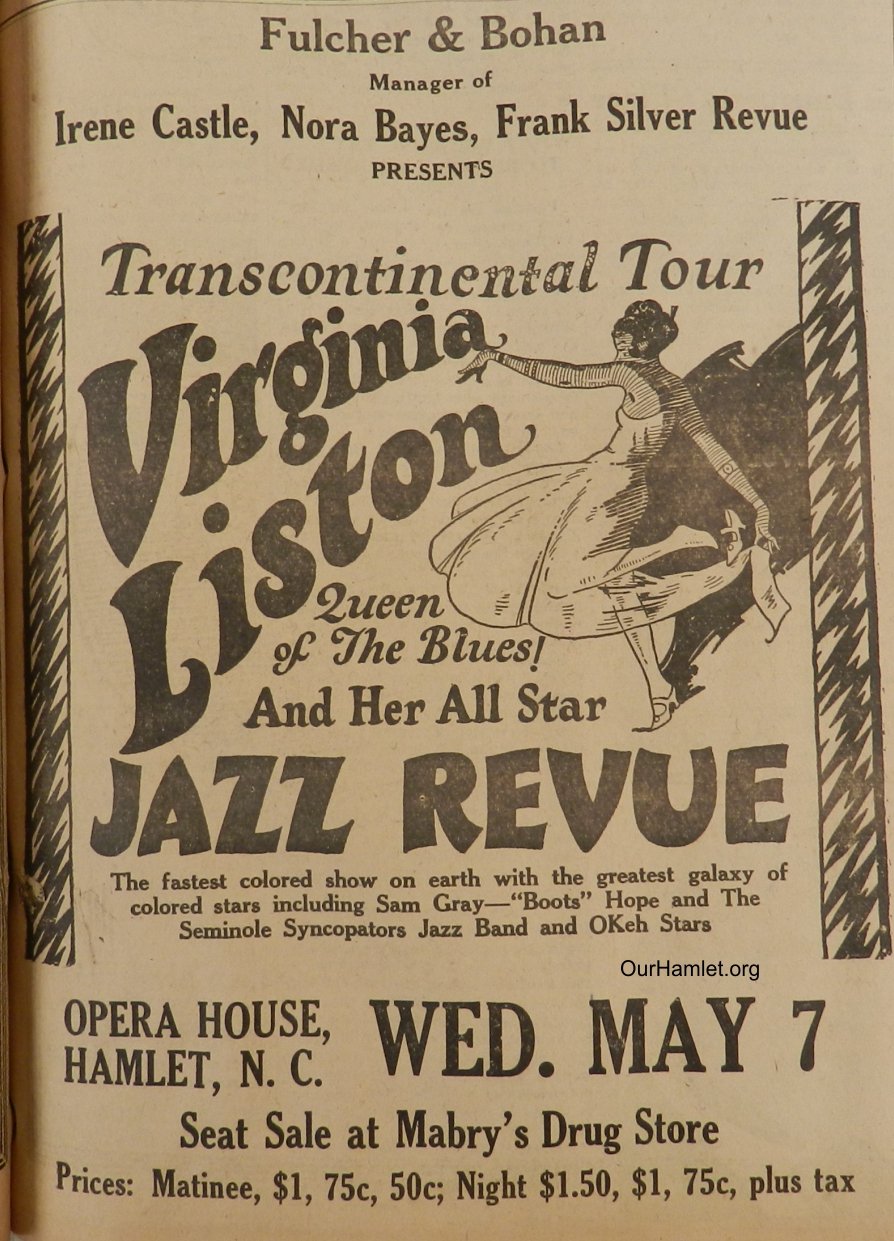 Fulcher & Bohan
Manager of
Irene Castle, Nora Bayes, Frank Silver Revue
PRESENTS
Transcontinental Tour
Virginia
Liston
Queen
of The Blues!
And Her All Star
JAZZ REVUE
The fastest colored show on earth with the greatest galaxy of
colored stars including Sam Gray—"Boots" Hope and The
Seminole Syncopators Jazz Band and OKeh Stars
OurHamlet.org
OPERA HOUSE,
HAMLET, N. C.
WED. MAY 7
Seat Sale at Mabry's Drug Store
Prices: Matinee, $1, 75c, 50c; Night $1.50, $1, 75c, plus tax